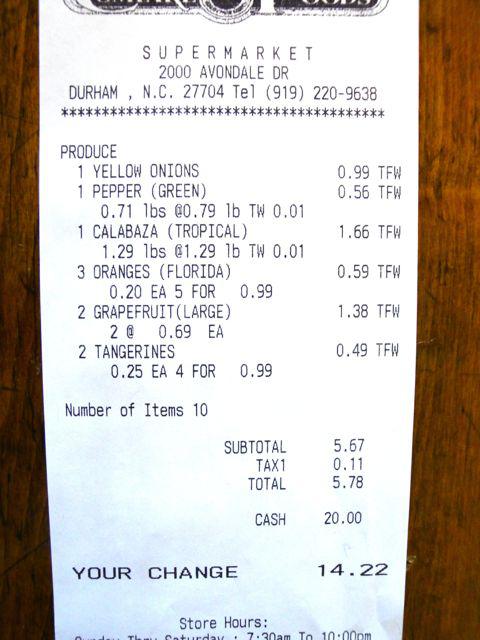 SUPERMARKET
2000 AVONDALE DR
DURHAM , N.C. 27704 Tel (919) 220-9638
****************************************
PRODUCE
1 YELLOW ONIONS 0.99 TFW
1 PEPPER (GREEN) 0.56 TFW
0.71 lbs @0.79 lb TW 0.01
1 CALABAZA (TROPICAL) 1.66 TFW
1.29 lbs @1.29 lb TW 0.01
3 ORANGES (FLORIDA) 0.59 TFW
0.20 EA 5 FOR 0.99
2 GRAPEFRUIT(LARGE) 1.38 TFW
2 @ 0.69 EA
2 TANGERINES 0.49 TFW
0.25 EA 4 FOR 0.99
Number of Items 10
SUBTOTAL 5.67
TAX1 0.11
TOTAL 5.78
CASH 20.00
YOUR CHANGE 14.22
Store Hours:
Sunday Thru Saturday : 7:30am To 10:00pm